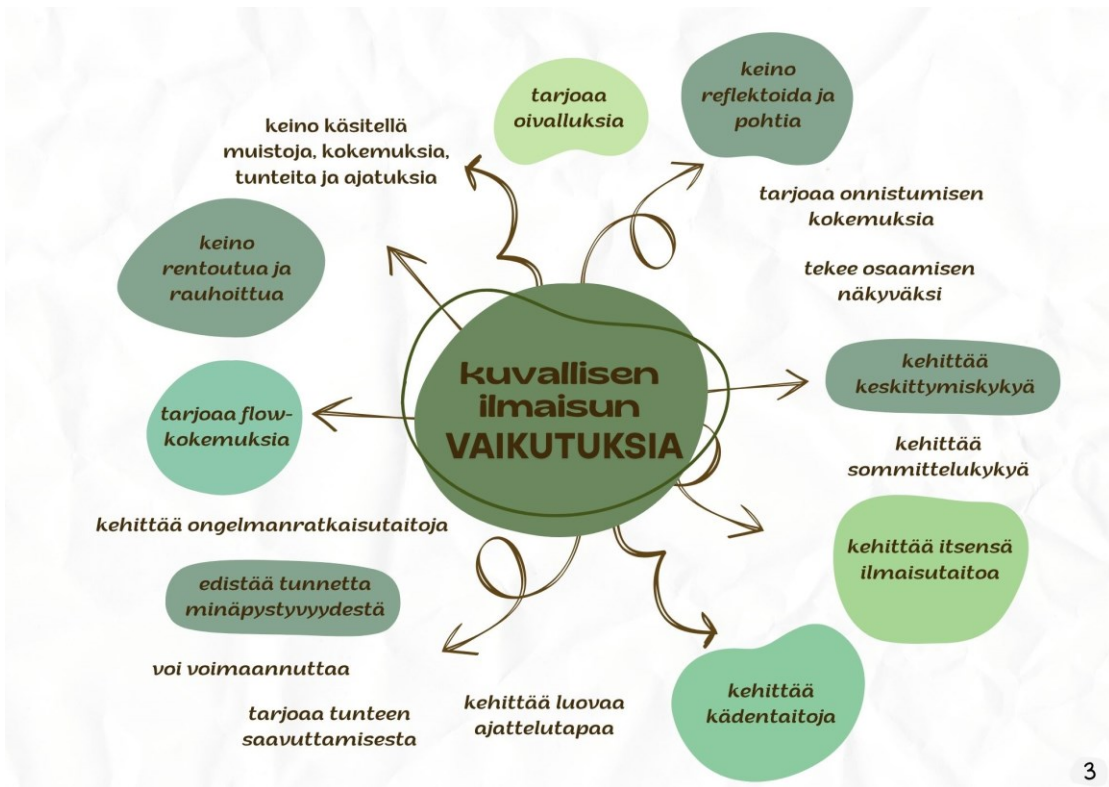 kuvallisen
ilmaisun
VAIKUTUKSIA
tarjoaa
oivalluksia
keino
reflektoida ja
pohtia
tarjoaa onnistumisen
kokemuksia
tekee osaamisen
näkyväksi
kehittää
keskittymiskykyä
kehittää
sommittelukykyä
kehittää itsensä
ilmaisutaitoa
kehittää
kädentaitoja
kehittää luovaa
ajattelutapaa
tarjoaa tunteen
saavuttamisesta
voi voimaannuttaa
edistää tunnetta
minäpystyvyydestä
kehittää ongelmanratkaisutaitoja
tarjoaa flow-
kokemuksia
keino
rentoutua ja
rauhoittua
keino käsitellä
muistoja, kokemuksia,
tunteita ja ajatuksia
3